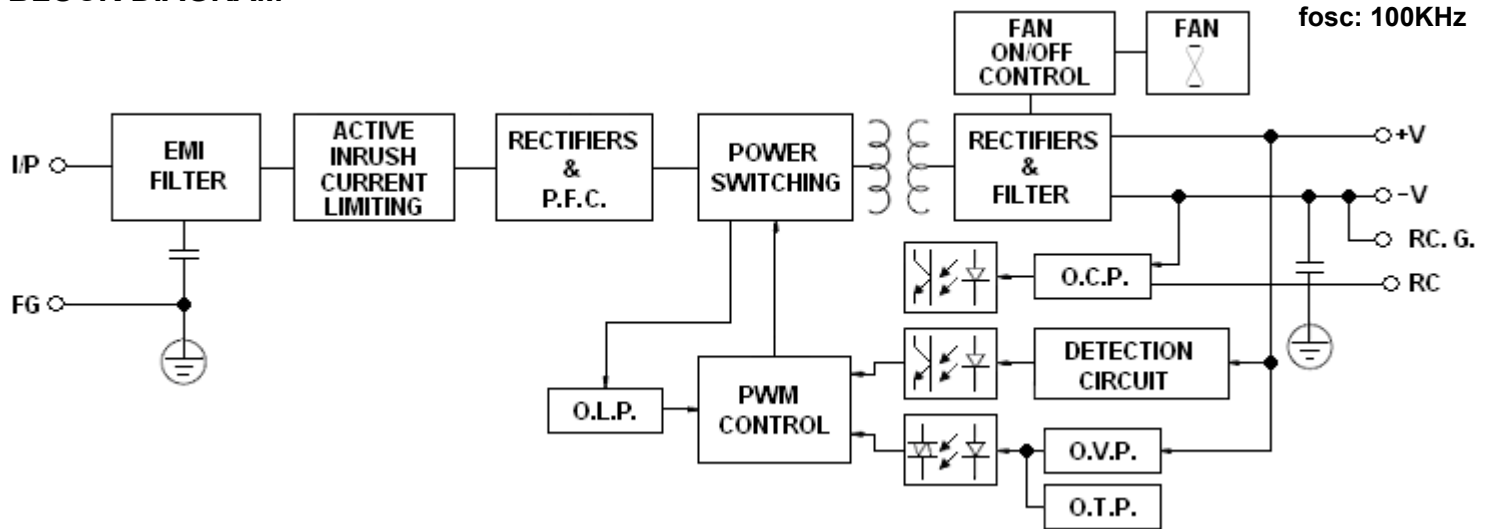 fosc: 100KHz
FAN
ON/OFF
CONTROL
FAN
I/P
EMI
FILTER
ACTIVE
INRUSH
CURRENT
LIMITING
RECTIFIERS
&
P.F.C.
POWER
SWITCHING
RECTIFIERS
&
FILTER
+V
-V
RC. G.
RC
FG
O.C.P.
DETECTION
CIRCUIT
O.L.P.
PWM
CONTROL
O.V.P.
O.T.P.